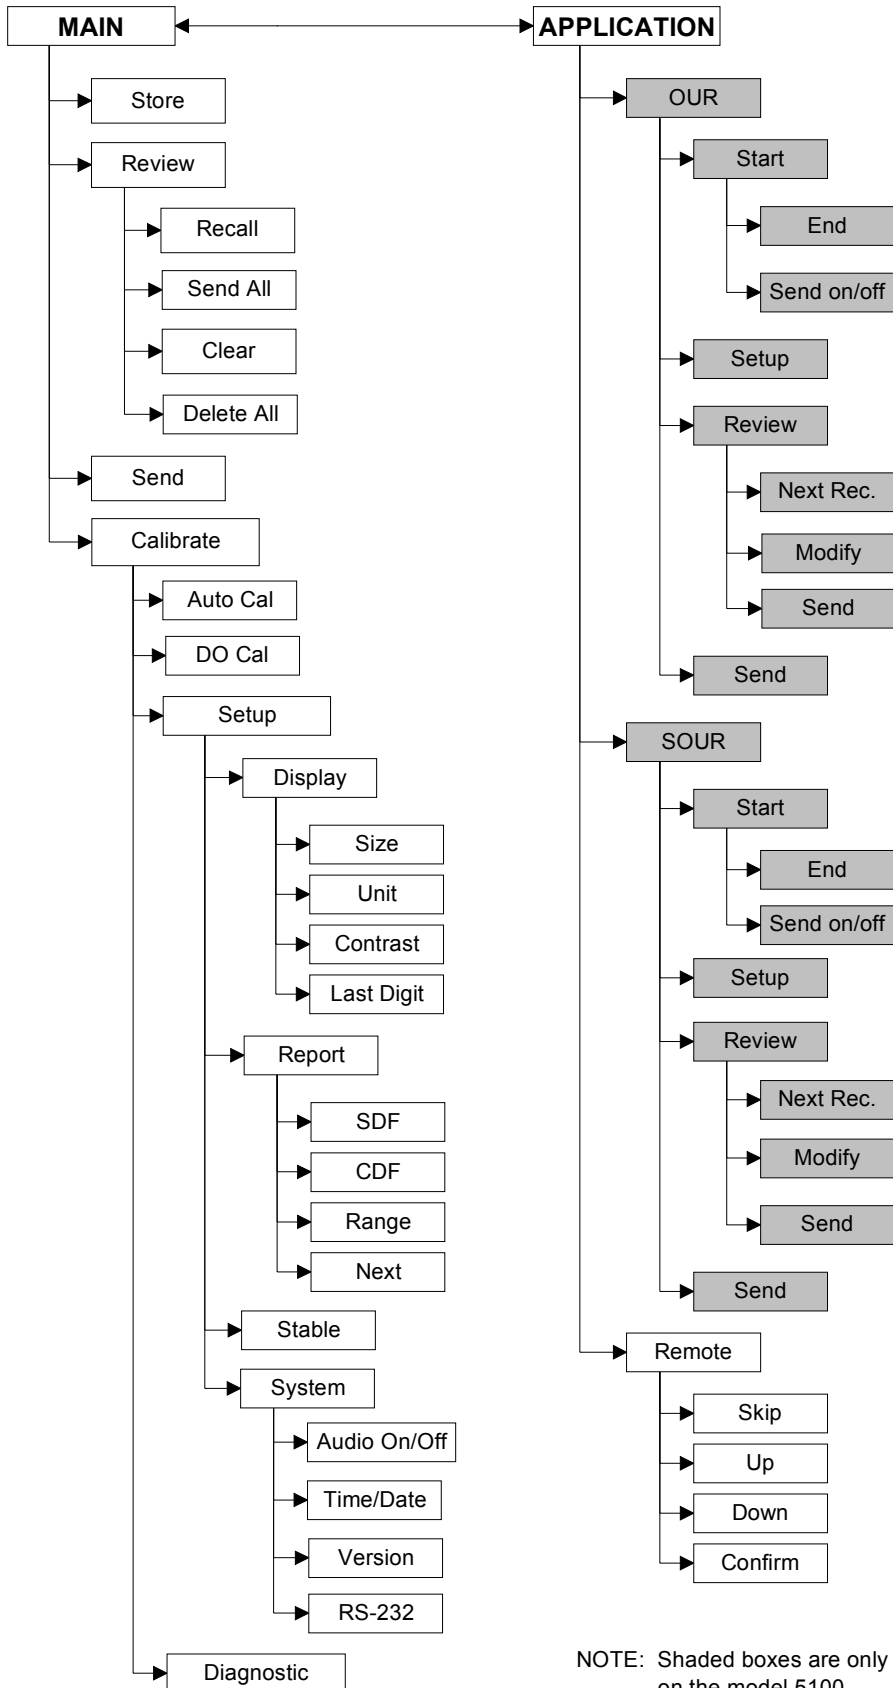 MAIN
Store
Review
Recall
Send All
Clear
Delete All
Send
Calibrate
Auto Cal
DO Cal
Setup
Display
Size
Unit
Contrast
Last Digit
Report
SDF
CDF
Range
Next
Stable
System
Audio On/Off
Time/Date
Version
RS-232
Diagnostic
APPLICATION
OUR
Start
End
Send on/off
Setup
Review
Next Rec.
Modify
Send
Send
SOUR
Start
End
Send on/off
Setup
Review
Next Rec.
Modify
Send
Send
Remote
Skip
Up
Down
Confirm
NOTE: Shaded boxes are only
on the model 5100